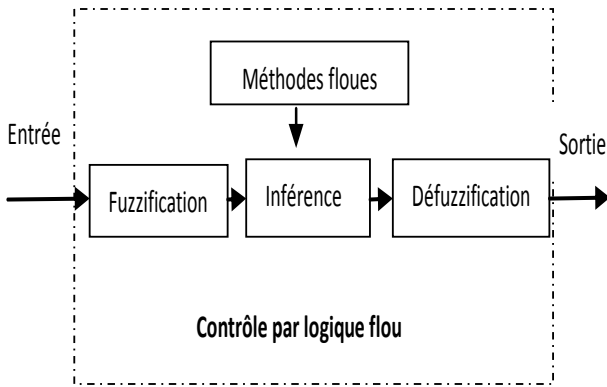 Méthodes floues
Entrée
Sortie
Fuzzification
Inférence
Défuzzification
Contrôle par logique flou